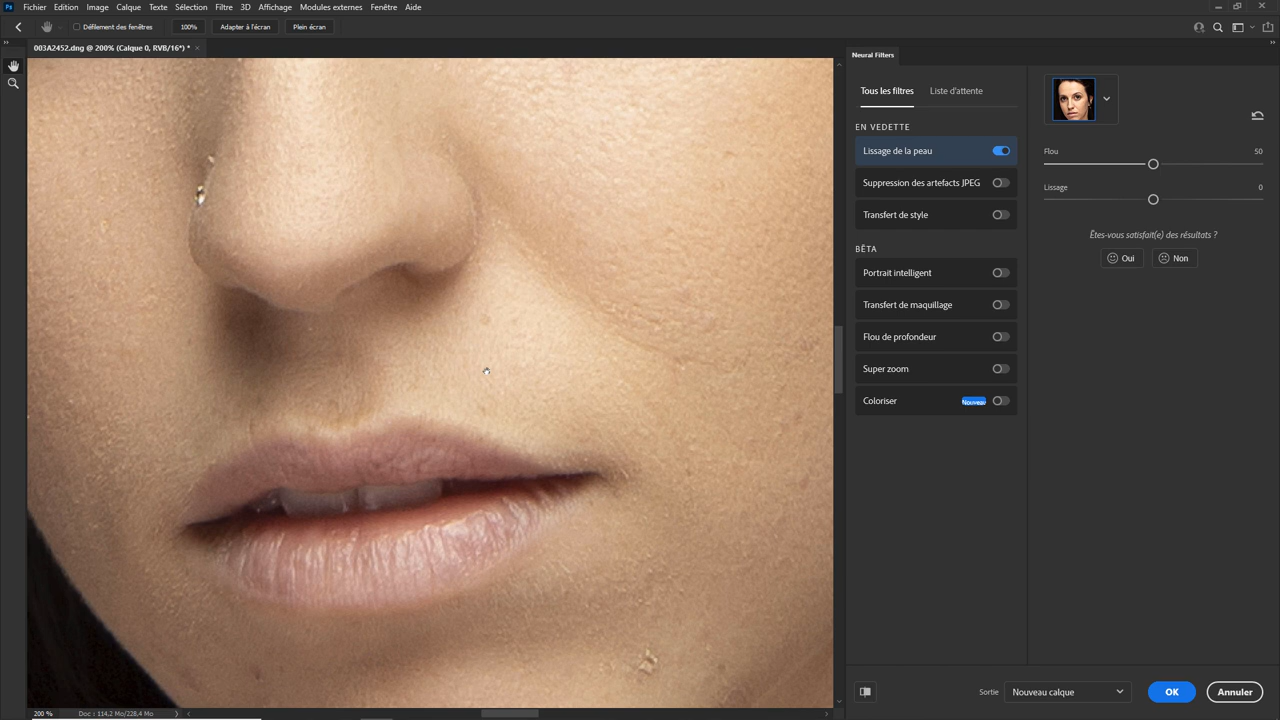 Ps Fichier Edition Image Calque Texte Sélection Filtre 3D Affichage Modules externes Fenêtre Aide
Défilement des fenêtres 100% Adapter à l'écran Plein écran
003A2452.dng @ 200% (Calque 0, RVB/16*) * ×
Neural Filters
Tous les filtres Liste d'attente
EN VEDETTE
Lissage de la peau
Suppression des artefacts JPEG
Transfert de style
BÊTA
Portrait intelligent
Transfert de maquillage
Flou de profondeur
Super zoom
Coloriser Nouveau
Flou 50
Lissage 0
Êtes-vous satisfait(e) des résultats ?
Oui Non
Sortie Nouveau calque OK Annuler
200 % Doc : 114,2 Mo/228,4 Mo